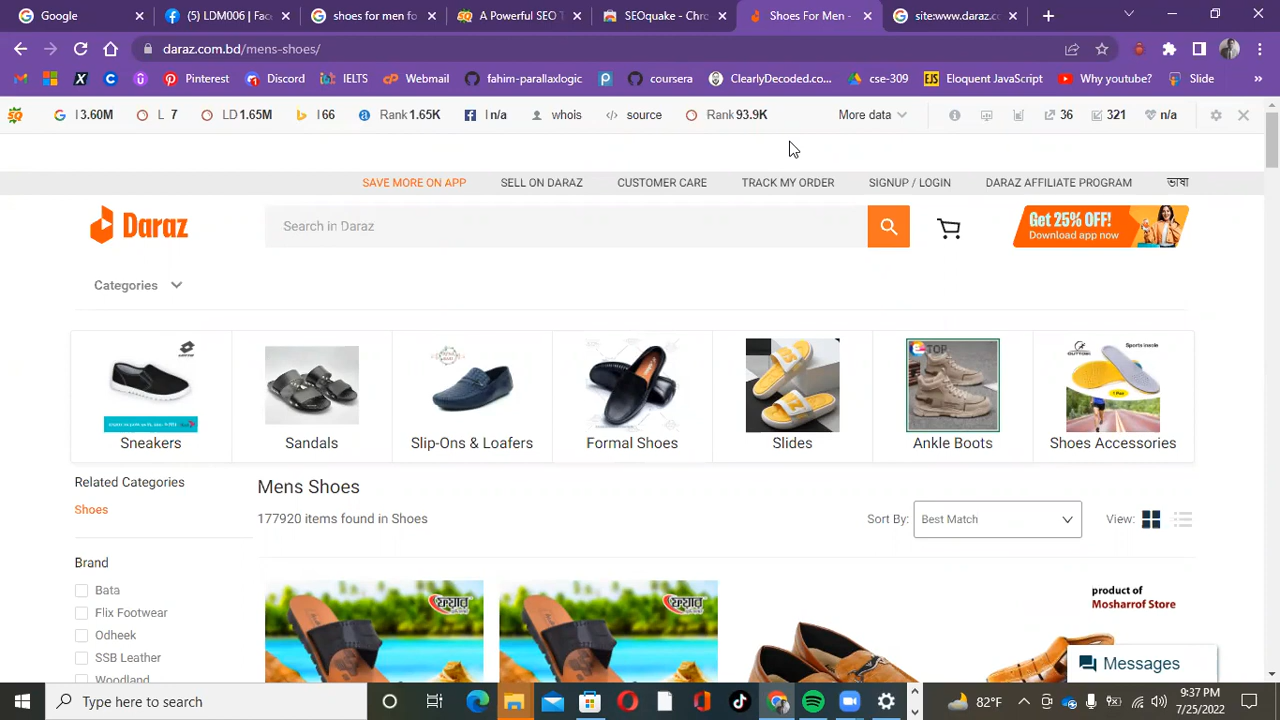 Google
(5) LDM006 | Fac
shoes for men fo
A Powerful SEO T
SEOquake - Chro
Shoes For Men -
sitewww.daraz.co
daraz.com.bd/mens-shoes/
Pinterest
Discord
IELTS
Webmail
fahim-parallaxlogic
coursera
ClearlyDecoded.co...
cse-309
EJS
Eloquent JavaScript
Why youtube?
Slide
I 3.60M
L 7
LD 1.65M
I 66
Rank 1.65K
I n/a
whois
source
Rank 93.9K
More data
36
321
n/a
SAVE MORE ON APP
SELL ON DARAZ
CUSTOMER CARE
TRACK MY ORDER
SIGNUP / LOGIN
DARAZ AFFILIATE PROGRAM
ভাষা
Daraz
Search in Daraz
Get 25% OFF!
Download app now
Categories
TOP
Sports insole
Sneakers
Sandals
Slip-Ons & Loafers
Formal Shoes
Slides
Ankle Boots
Shoes Accessories
Related Categories
Shoes
Mens Shoes
177920 items found in Shoes
Sort By:
Best Match
View:
Brand
Bata
Flix Footwear
Odheek
SSB Leather
Woodland
product of
Mosharrof Store
Messages
Type here to search
82°F
9:37 PM
7/25/2022